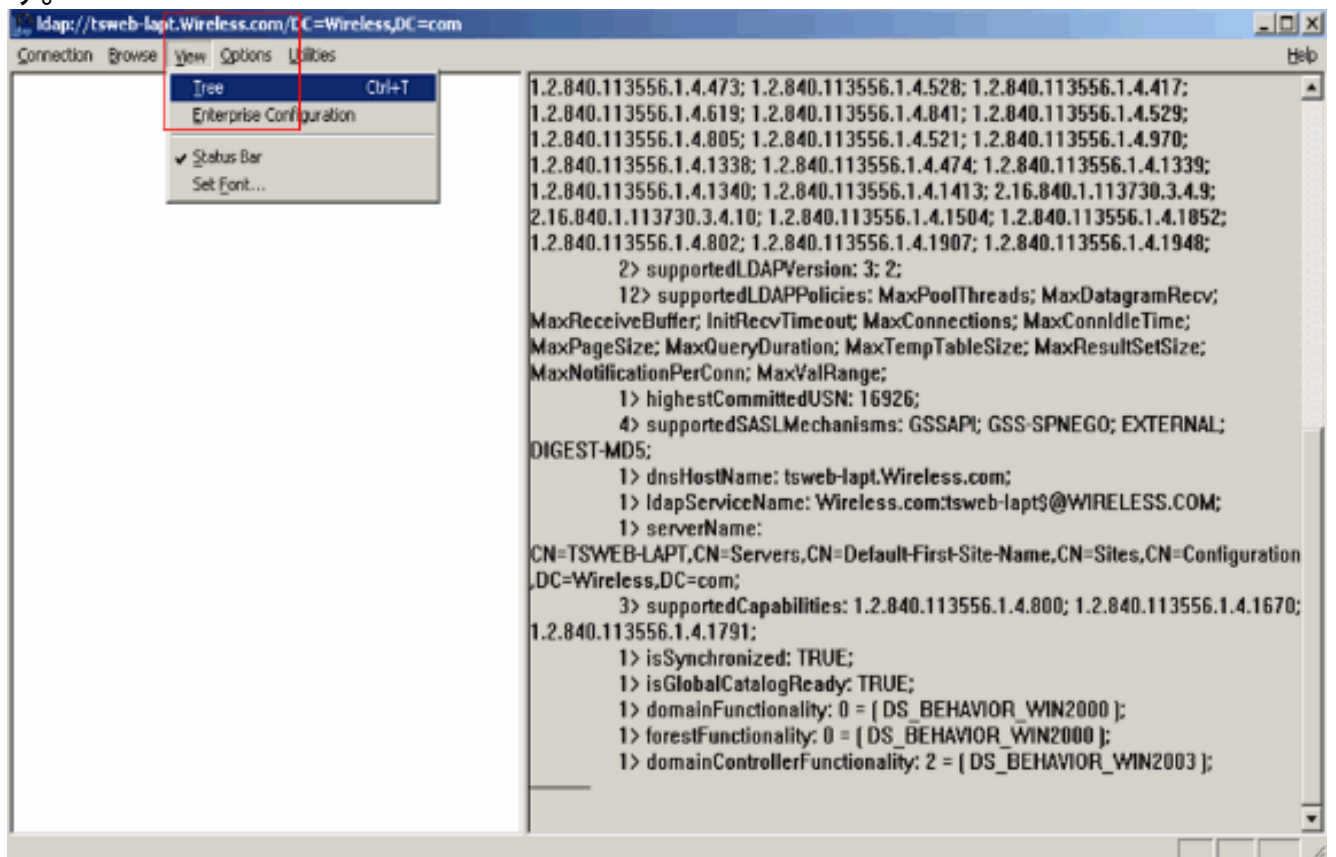 す。
ldap://tsweb-lapt.Wireless.com/DC=Wireless,DC=com
Connection Browse View Options Utilities Help
Tree Ctrl+T
Enterprise Configuration
Status Bar
Set Font...
1.2.840.113556.1.4.473; 1.2.840.113556.1.4.528; 1.2.840.113556.1.4.417;
1.2.840.113556.1.4.619; 1.2.840.113556.1.4.841; 1.2.840.113556.1.4.529;
1.2.840.113556.1.4.805; 1.2.840.113556.1.4.521; 1.2.840.113556.1.4.970;
1.2.840.113556.1.4.1338; 1.2.840.113556.1.4.474; 1.2.840.113556.1.4.1339;
1.2.840.113556.1.4.1340; 1.2.840.113556.1.4.1413; 2.16.840.1.113730.3.4.9;
2.16.840.1.113730.3.4.10; 1.2.840.113556.1.4.1504; 1.2.840.113556.1.4.1852;
1.2.840.113556.1.4.802; 1.2.840.113556.1.4.1907; 1.2.840.113556.1.4.1948;
2> supportedLDAPVersion: 3; 2;
12> supportedLDAPPolicies: MaxPoolThreads; MaxDatagramRecv;
MaxReceiveBuffer; InitRecvTimeout; MaxConnections; MaxConnIdleTime;
MaxPageSize; MaxQueryDuration; MaxTempTableSize; MaxResultSetSize;
MaxNotificationPerConn; MaxValRange;
1> highestCommittedUSN: 16926;
4> supportedSASLMechanisms: GSSAPI; GSS-SPNEGO; EXTERNAL;
DIGEST-MD5;
1> dnsHostName: tsweb-lapt.Wireless.com;
1> ldapServiceName: Wireless.com:tsweb-lapt$@WIRELESS.COM;
1> serverName:
CN=TSWEB-LAPT,CN=Servers,CN=Default-First-Site-Name,CN=Sites,CN=Configuration
,DC=Wireless,DC=com;
3> supportedCapabilities: 1.2.840.113556.1.4.800; 1.2.840.113556.1.4.1670;
1.2.840.113556.1.4.1791;
1> isSynchronized: TRUE;
1> isGlobalCatalogReady: TRUE;
1> domainFunctionality: 0 = ( DS_BEHAVIOR_WIN2000 );
1> forestFunctionality: 0 = ( DS_BEHAVIOR_WIN2000 );
1> domainControllerFunctionality: 2 = ( DS_BEHAVIOR_WIN2003 );